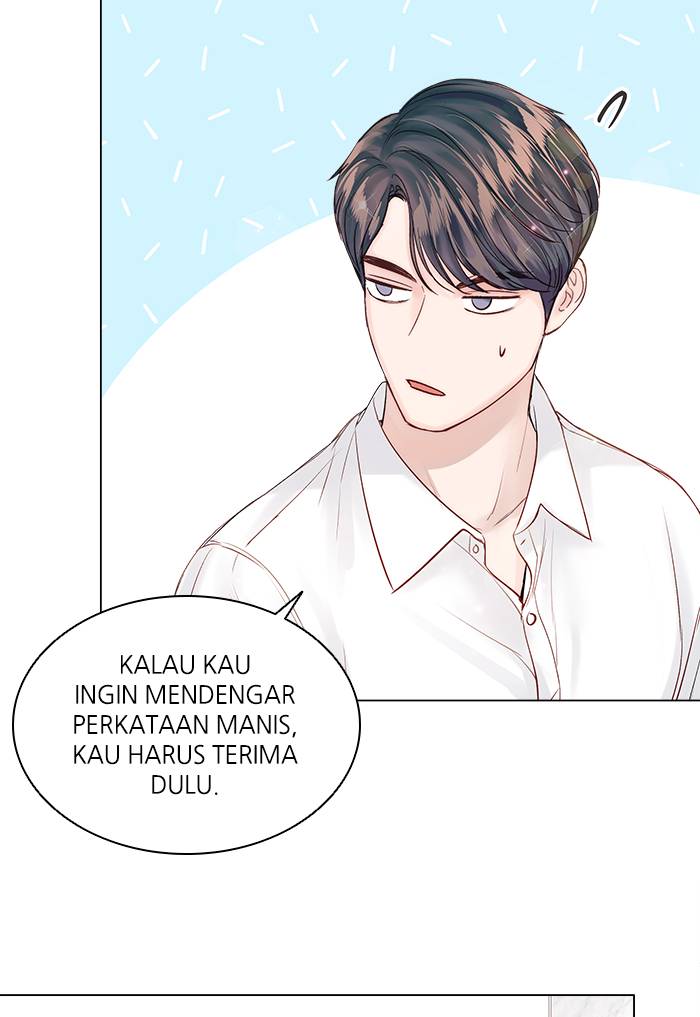 KALAU KAU
INGIN MENDENGAR
PERKATAAN MANIS,
KAU HARUS TERIMA
DULU.